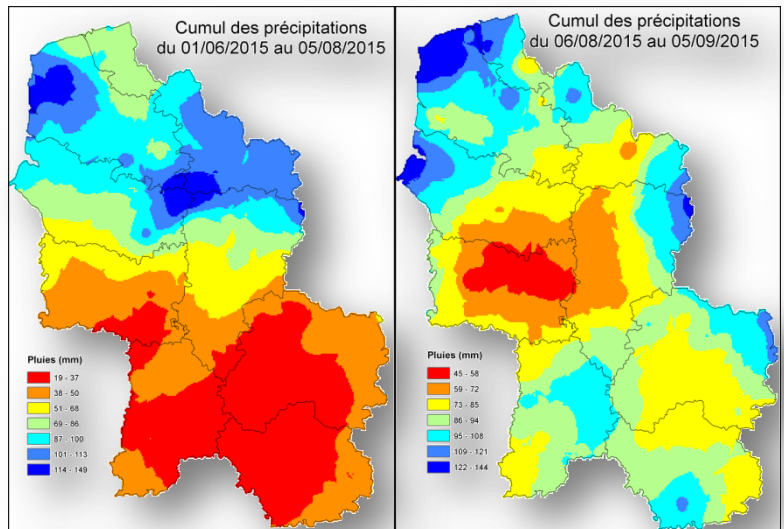 Cumul des précipitations
du 01/06/2015 au 05/08/2015
Pluies (mm)
19 - 37
38 - 50
51 - 68
69 - 86
87 - 100
101 - 113
114 - 149
Cumul des précipitations
du 06/08/2015 au 05/09/2015
Pluies (mm)
45 - 58
59 - 72
73 - 85
86 - 94
95 - 108
109 - 121
122 - 144